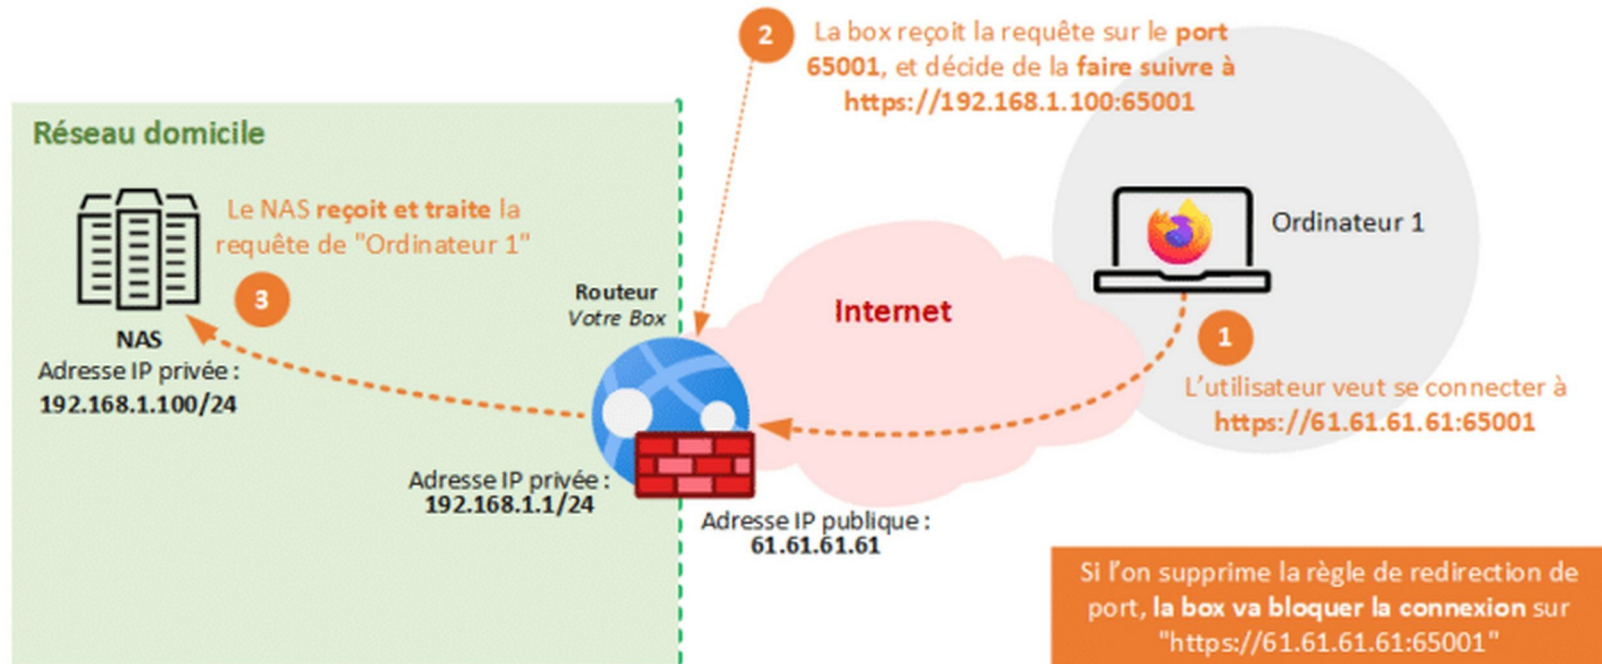 2
La box reçoit la requête sur le port
65001, et décide de la faire suivre à
https://192.168.1.100:65001
Réseau domicile
Le NAS reçoit et traite la
requête de "Ordinateur 1"
3
NAS
Adresse IP privée :
192.168.1.100/24
Routeur
Votre Box
Internet
Ordinateur 1
1
L’utilisateur veut se connecter à
https://61.61.61.61:65001
Adresse IP privée :
192.168.1.1/24
Adresse IP publique :
61.61.61.61
Si l’on supprime la règle de redirection de
port, la box va bloquer la connexion sur
"https://61.61.61.61:65001"